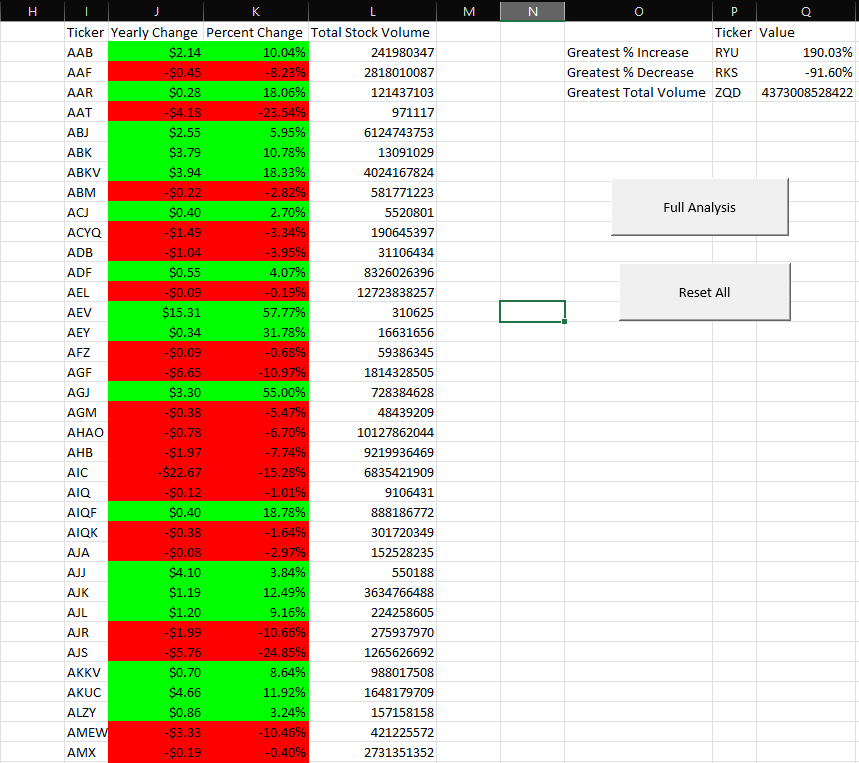 H I J K L M N O P Q
Ticker Yearly Change Percent Change Total Stock Volume Ticker Value
AAB $2.14 10.04% 241980347 Greatest % Increase RYU 190.03%
AAF -$0.45 -8.23% 2818010087 Greatest % Decrease RKS -91.60%
AAR $0.28 18.06% 121437103 Greatest Total Volume ZQD 4373008528422
AAT -$4.18 -23.54% 971117
ABJ $2.55 5.95% 6124743753
ABK $3.79 10.78% 13091029
ABKV $3.94 18.33% 4024167824
ABM -$0.22 -2.82% 581771223
ACJ $0.40 2.70% 5520801 Full Analysis
ACYQ -$1.49 -3.34% 190645397
ADB -$1.04 -3.95% 31106434
ADF $0.55 4.07% 8326026396
AEL -$0.09 -0.19% 12723838257 Reset All
AEV $15.31 57.77% 310625
AEY $0.34 31.78% 16631656
AFZ -$0.09 -0.68% 59386345
AGF -$6.65 -10.97% 1814328505
AGJ $3.30 55.00% 728384628
AGM -$0.38 -5.47% 48439209
AHAO -$0.78 -6.70% 10127862044
AHB -$1.97 -7.74% 9219936469
AIC -$22.67 -15.28% 6835421909
AIQ -$0.12 -1.01% 9106431
AIQF $0.40 18.78% 888186772
AIQK -$0.38 -1.64% 301720349
AJA -$0.08 -2.97% 152528235
AJJ $4.10 3.84% 550188
AJK $1.19 12.49% 3634766488
AJL $1.20 9.16% 224258605
AJR -$1.99 -10.66% 275937970
AJS -$5.76 -24.85% 1265626692
AKKV $0.70 8.64% 988017508
AKUC $4.66 11.92% 1648179709
ALZY $0.86 3.24% 157158158
AMEW -$3.33 -10.46% 421225572
AMX -$0.19 -0.40% 2731351352